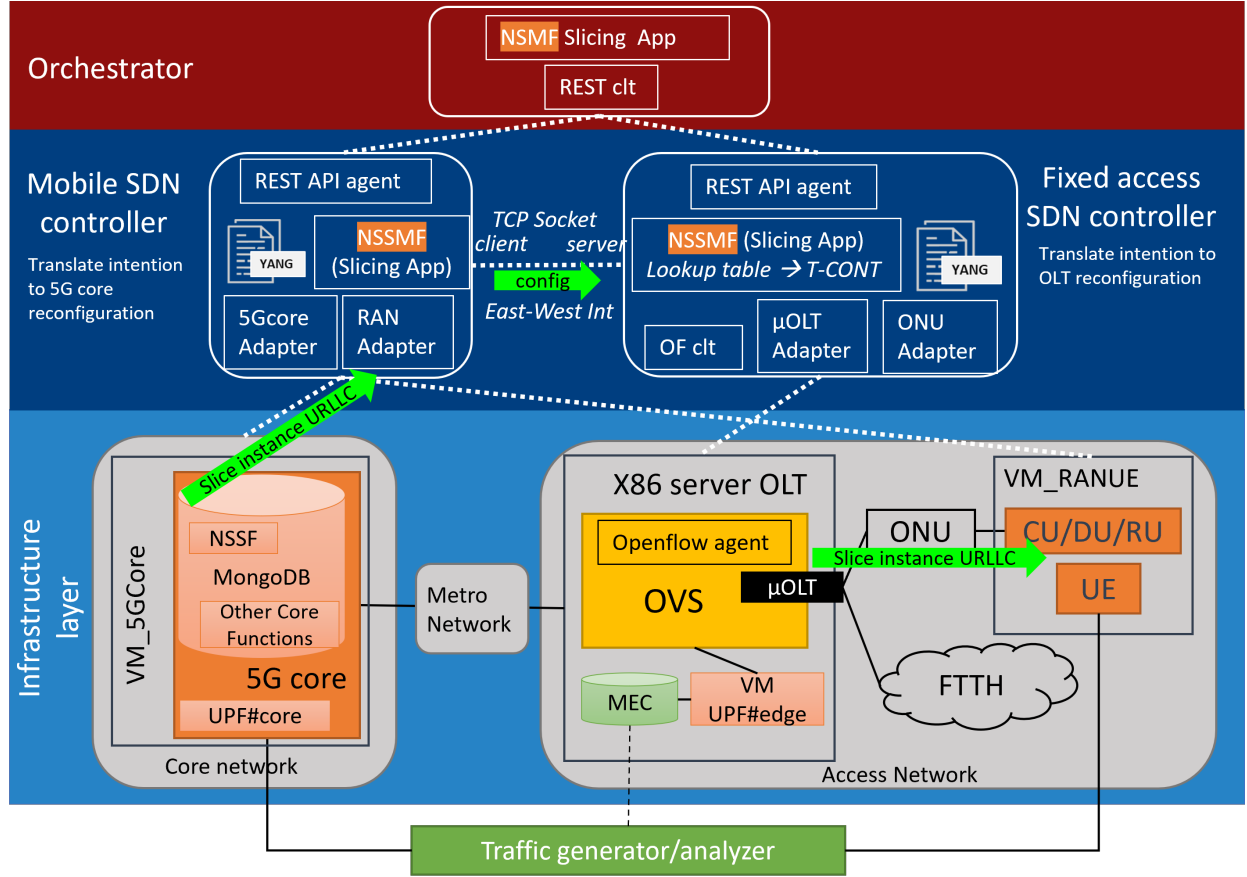 NSMF Slicing App
REST clt
Orchestrator
Mobile SDN
controller
Translate intention
to 5G core
reconfiguration
REST API agent
YANG
NSSMF
(Slicing App)
5Gcore
Adapter
RAN
Adapter
TCP Socket
client server
config
East-West Int
REST API agent
NSSMF (Slicing App)
Lookup table → T-CONT
YANG
OF clt
µOLT
Adapter
ONU
Adapter
Fixed access
SDN controller
Translate intention to
OLT reconfiguration
Slice instance URLLC
Infrastructure
layer
VM_5GCore
NSSF
MongoDB
Other Core
Functions
5G core
UPF#core
Core network
Metro
Network
X86 server OLT
Openflow agent
OVS
µOLT
MEC
VM
UPF#edge
ONU
Slice instance URLLC
VM_RANUE
CU/DU/RU
UE
FTTH
Access Network
Traffic generator/analyzer